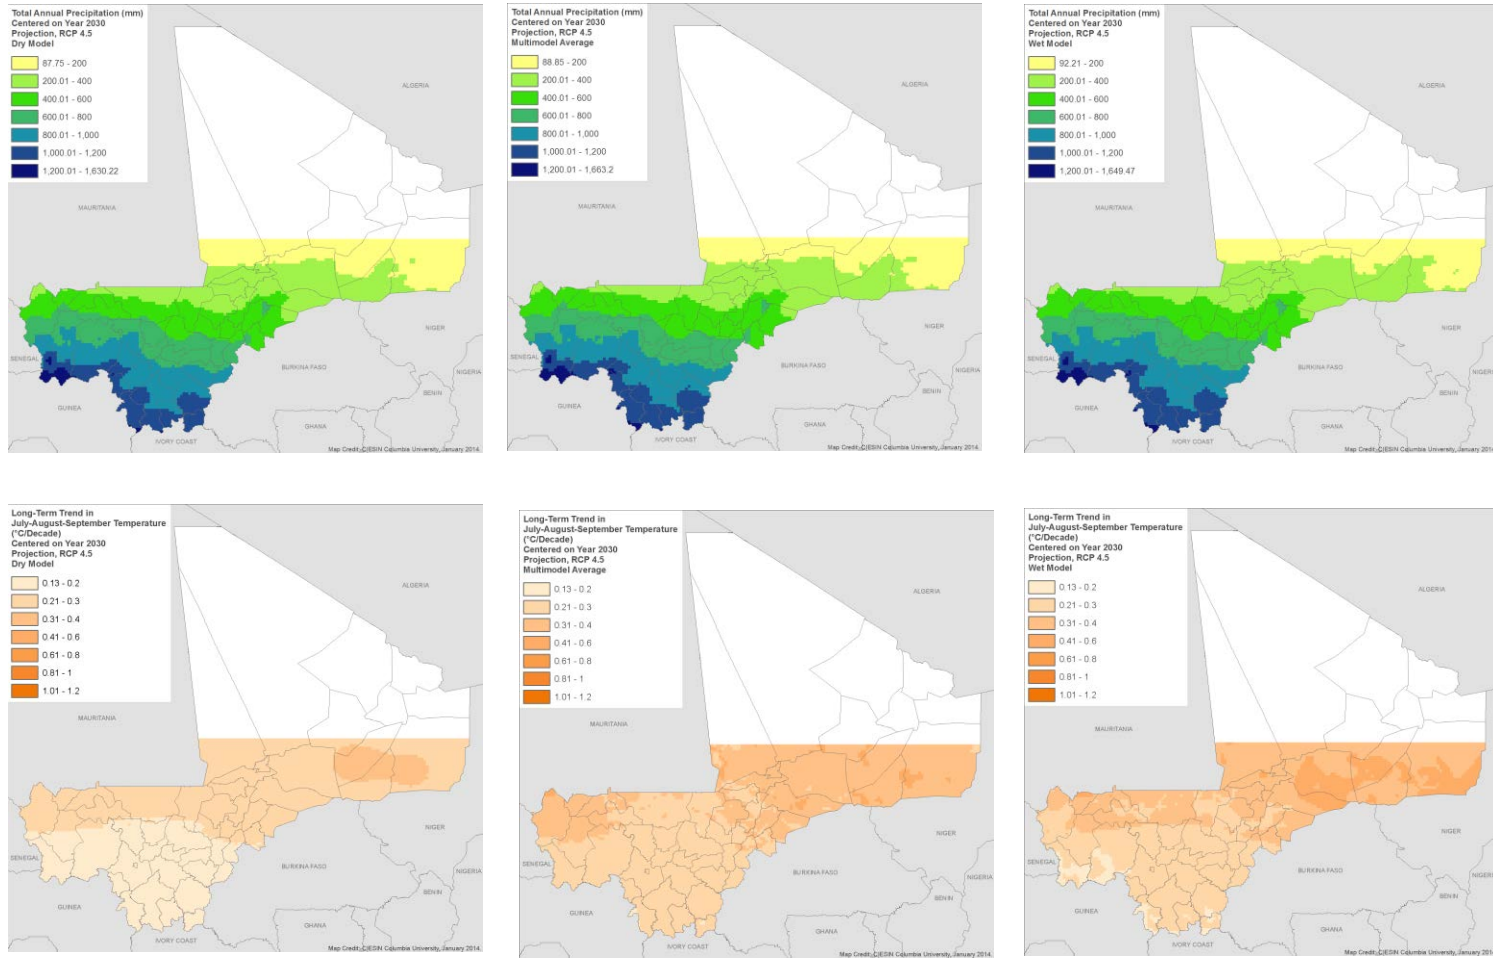 Total Annual Precipitation (mm)
Centered on Year 2030
Projection, RCP 4.5
Dry Model
87.75 - 200
200.01 - 400
400.01 - 600
600.01 - 800
800.01 - 1,000
1,000.01 - 1,200
1,200.01 - 1,630.22
ALGERIA
MAURITANIA
NIGER
SENEGAL
BURKINA FASO
NIGERIA
BENIN
GUINEA
GHANA
IVORY COAST
Map Credit: CIESIN Columbia University, January 2014.
Total Annual Precipitation (mm)
Centered on Year 2030
Projection, RCP 4.5
Multimodel Average
88.85 - 200
200.01 - 400
400.01 - 600
600.01 - 800
800.01 - 1,000
1,000.01 - 1,200
1,200.01 - 1,663.2
ALGERIA
MAURITANIA
NIGER
SENEGAL
BURKINA FASO
NIGERIA
BENIN
GUINEA
GHANA
IVORY COAST
Map Credit: CIESIN Columbia University, January 2014.
Total Annual Precipitation (mm)
Centered on Year 2030
Projection, RCP 4.5
Wet Model
92.21 - 200
200.01 - 400
400.01 - 600
600.01 - 800
800.01 - 1,000
1,000.01 - 1,200
1,200.01 - 1,649.47
ALGERIA
MAURITANIA
NIGER
SENEGAL
BURKINA FASO
BENIN
GUINEA
GHANA
IVORY COAST
Map Credit: CIESIN Columbia University, January
Long-Term Trend in
July-August-September Temperature
(°C/Decade)
Centered on Year 2030
Projection, RCP 4.5
Dry Model
0.13 - 0.2
0.21 - 0.3
0.31 - 0.4
0.41 - 0.6
0.61 - 0.8
0.81 - 1
1.01 - 1.2
ALGERIA
MAURITANIA
NIGER
SENEGAL
BURKINA FASO
NIGERIA
BENIN
GUINEA
GHANA
IVORY COAST
Map Credit: CIESIN Columbia University, January 2014.
Long-Term Trend in
July-August-September Temperature
(°C/Decade)
Centered on Year 2030
Projection, RCP 4.5
Multimodel Average
0.13 - 0.2
0.21 - 0.3
0.31 - 0.4
0.41 - 0.6
0.61 - 0.8
0.81 - 1
1.01 - 1.2
ALGERIA
MAURITANIA
NIGER
SENEGAL
BURKINA FASO
NIGERIA
BENIN
GUINEA
GHANA
IVORY COAST
Map Credit: CIESIN Columbia University, January 2014.
Long-Term Trend in
July-August-September Temperature
(°C/Decade)
Centered on Year 2030
Projection, RCP 4.5
Wet Model
0.13 - 0.2
0.21 - 0.3
0.31 - 0.4
0.41 - 0.6
0.61 - 0.8
0.81 - 1
1.01 - 1.2
ALGERIA
MAURITANIA
NIGER
SENEGAL
BURKINA FASO
BENIN
GUINEA
GHANA
IVORY COAST
Map Credit: CIESIN Columbia University, January